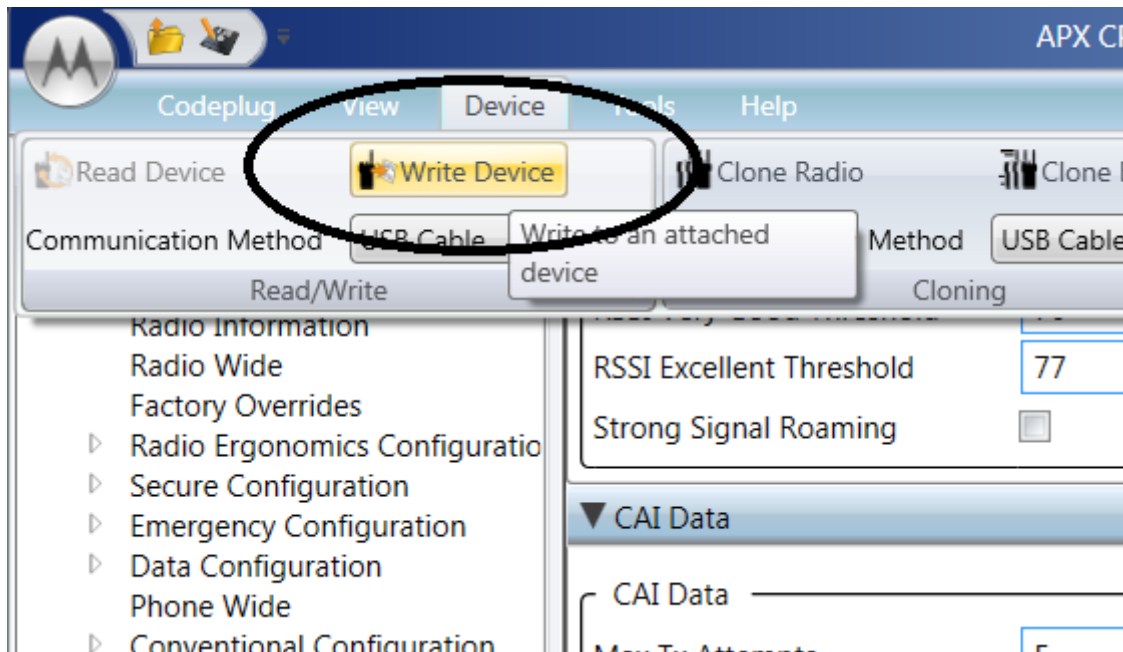 APX CP
Codeplug View Device Tools Help
Read Device Write Device Clone Radio Clone
Communication Method USB Cable Write to an attached device Method USB Cable
Read/Write Cloning
Radio Information
Radio Wide RSSI Excellent Threshold 77
Factory Overrides
Radio Ergonomics Configuratio Strong Signal Roaming
Secure Configuration
Emergency Configuration CAI Data
Data Configuration
Phone Wide CAI Data
Conventional Configuration